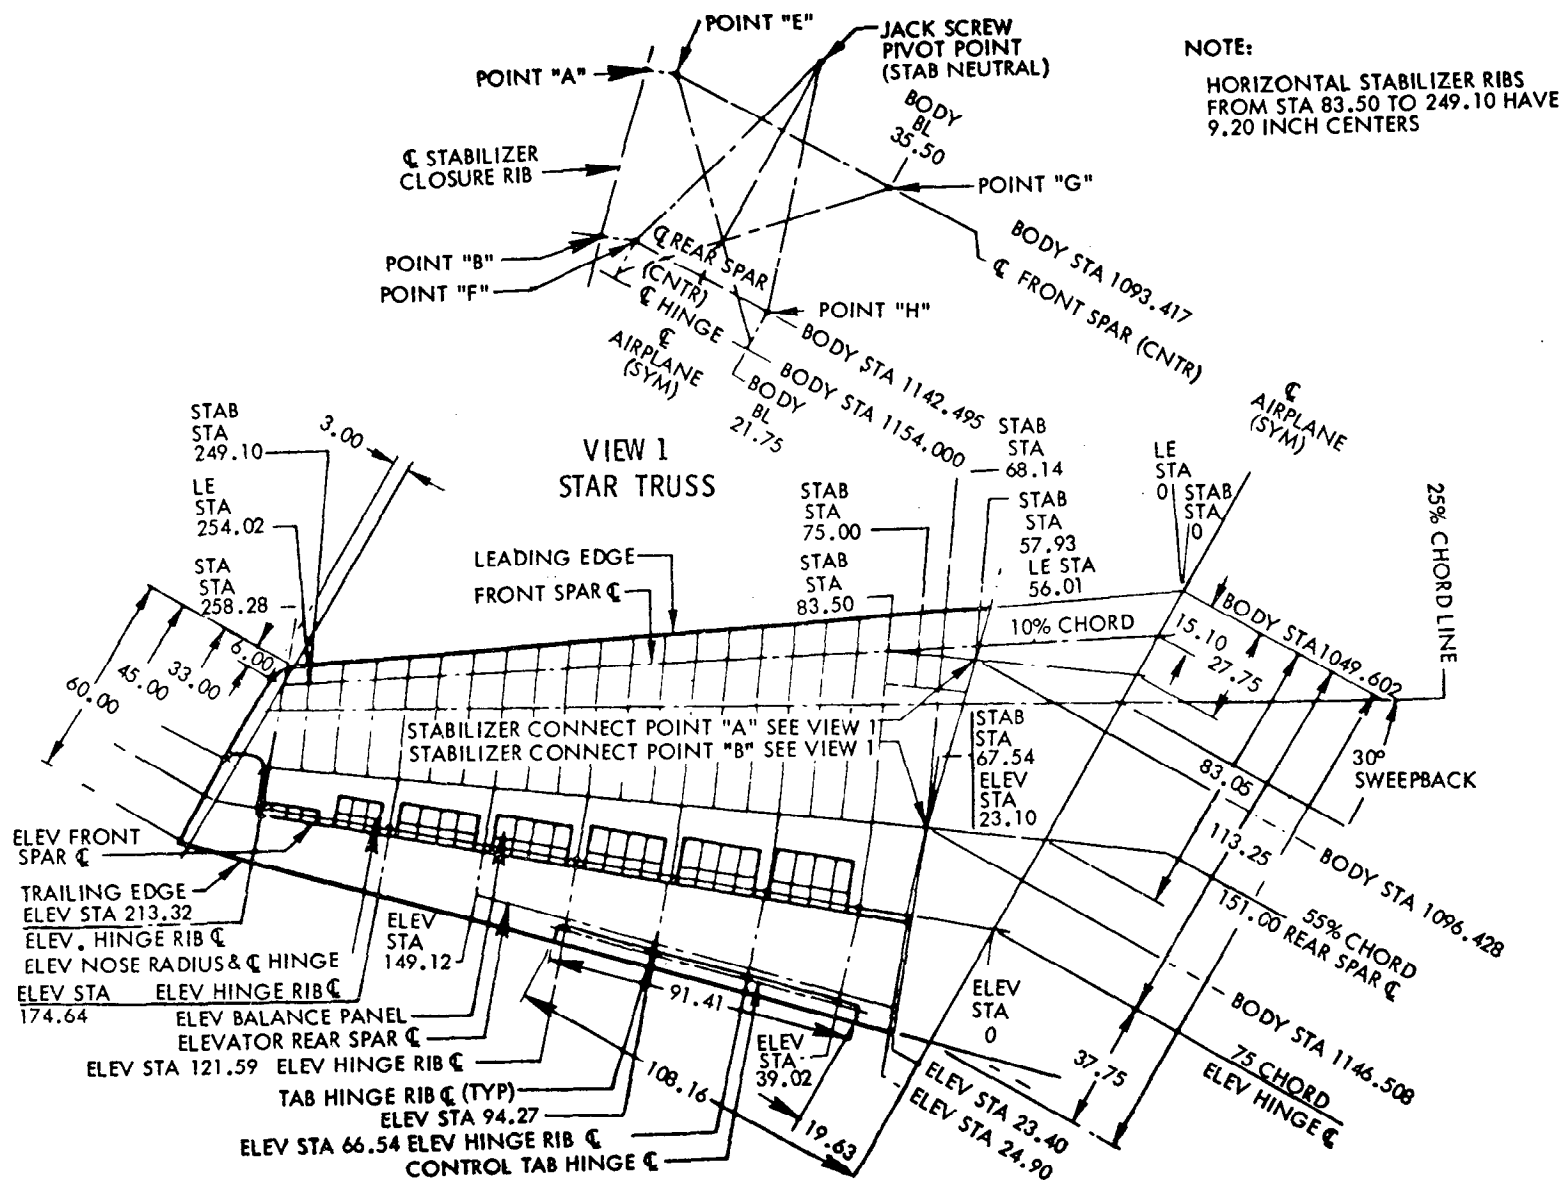 POINT "E"
JACK SCREW
PIVOT POINT
(STAB NEUTRAL)
NOTE:
HORIZONTAL STABILIZER RIBS
FROM STA 83.50 TO 249.10 HAVE
9.20 INCH CENTERS
POINT "A"
BODY
BL
35.50
℄ STABILIZER
CLOSURE RIB
POINT "G"
BODY STA 1093.417
℄ FRONT SPAR (CNTR)
POINT "B"
POINT "F"
℄ REAR SPAR
(CNTR)
℄ HINGE
POINT "H"
BODY STA 1142.495
BODY STA 1154.000
℄
AIRPLANE
(SYM)
BODY
BL
21.75
℄
AIRPLANE
(SYM)
VIEW 1
STAR TRUSS
STAB
STA
249.10
3.00
LE
STA
254.02
STA
STA
258.28
LEADING EDGE
FRONT SPAR ℄
STAB
STA
75.00
STAB
STA
83.50
STAB
STA
68.14
STAB
STA
57.93
LE STA
56.01
LE
STA
0
STAB
STA
0
25% CHORD LINE
10% CHORD
BODY STA 1049.602
15.10
27.75
6.00
33.00
45.00
60.00
STABILIZER CONNECT POINT "A" SEE VIEW 1
STABILIZER CONNECT POINT "B" SEE VIEW 1
STAB
STA
67.54
ELEV
STA
23.10
30°
SWEEPBACK
83.05
113.25
151.00
BODY STA 1096.428
55% CHORD
REAR SPAR ℄
BODY STA 1146.508
75 CHORD
ELEV HINGE ℄
37.75
ELEV FRONT
SPAR ℄
TRAILING EDGE
ELEV STA 213.32
ELEV. HINGE RIB ℄
ELEV NOSE RADIUS & ℄ HINGE
ELEV STA ELEV HINGE RIB ℄
174.64
ELEV BALANCE PANEL
ELEVATOR REAR SPAR ℄
ELEV STA 121.59 ELEV HINGE RIB ℄
TAB HINGE RIB ℄ (TYP)
ELEV STA 94.27
ELEV STA 66.54 ELEV HINGE RIB ℄
CONTROL TAB HINGE ℄
ELEV
STA
149.12
91.41
108.16
ELEV
STA
39.02
19.63
ELEV
STA
0
ELEV STA 23.40
ELEV STA 24.90